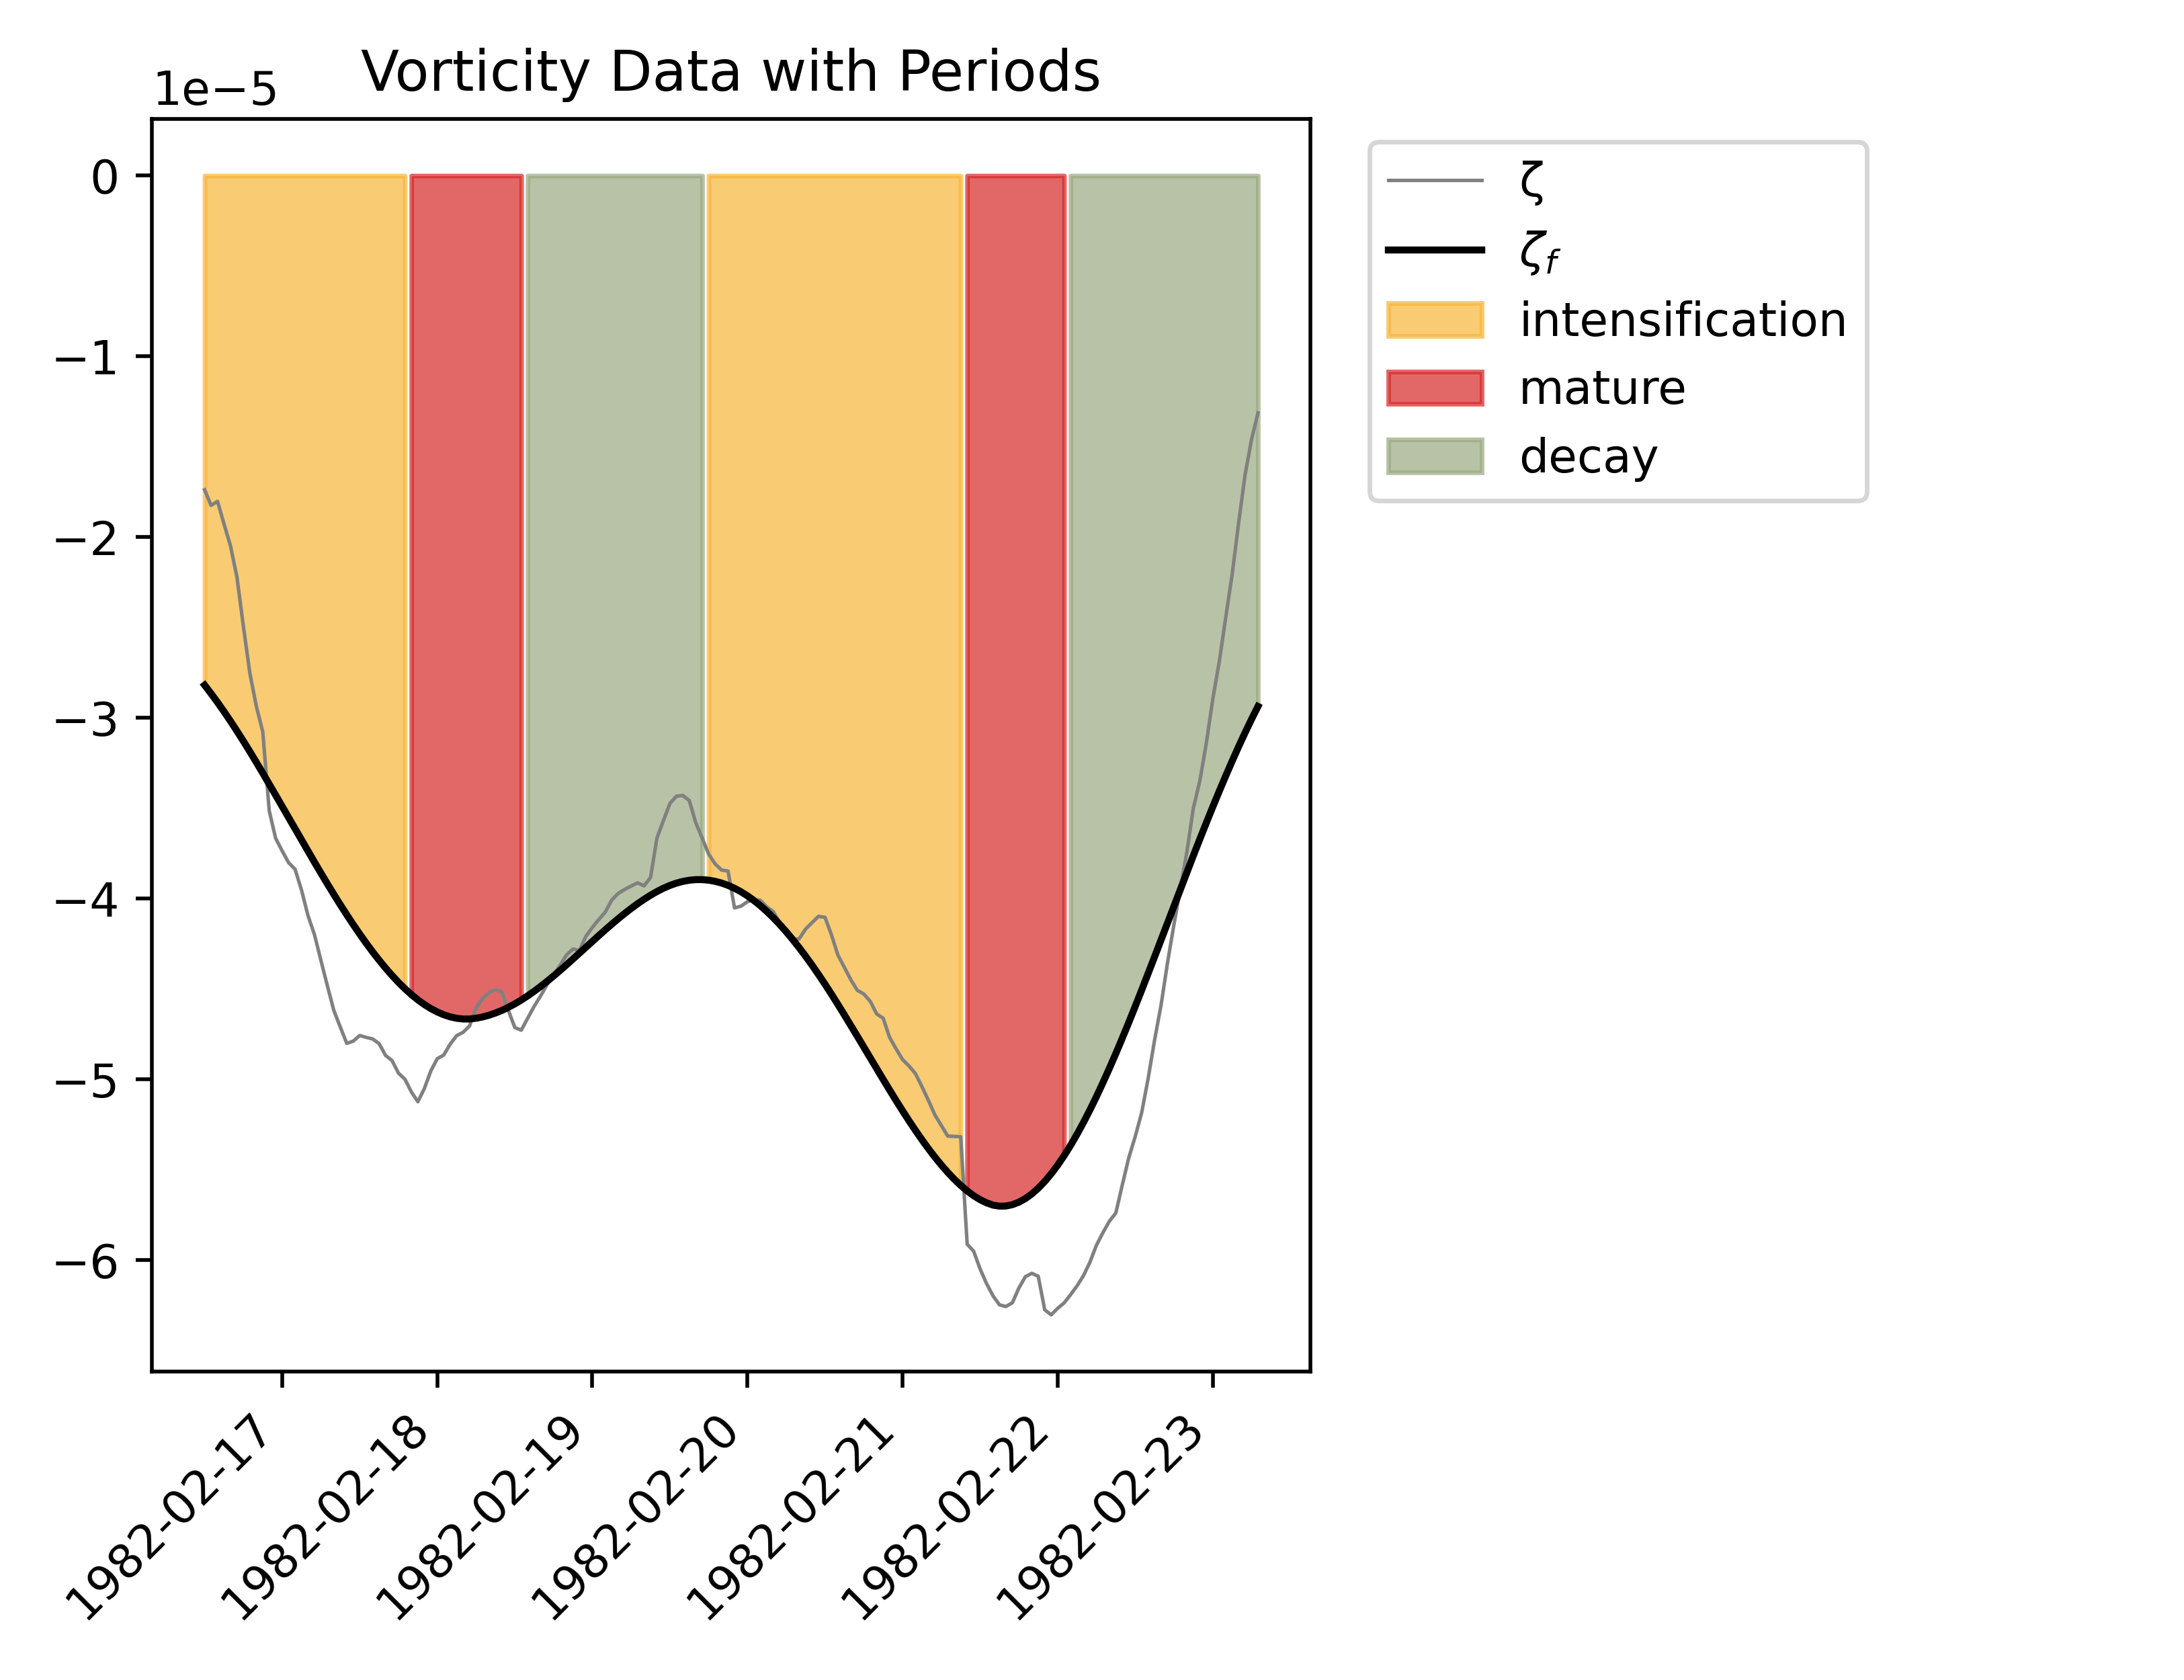 Vorticity Data with Periods
1e−5
0
−1
−2
−3
−4
−5
−6
1982-02-17
1982-02-18
1982-02-19
1982-02-20
1982-02-21
1982-02-22
1982-02-23
ζ
ζf
intensification
mature
decay